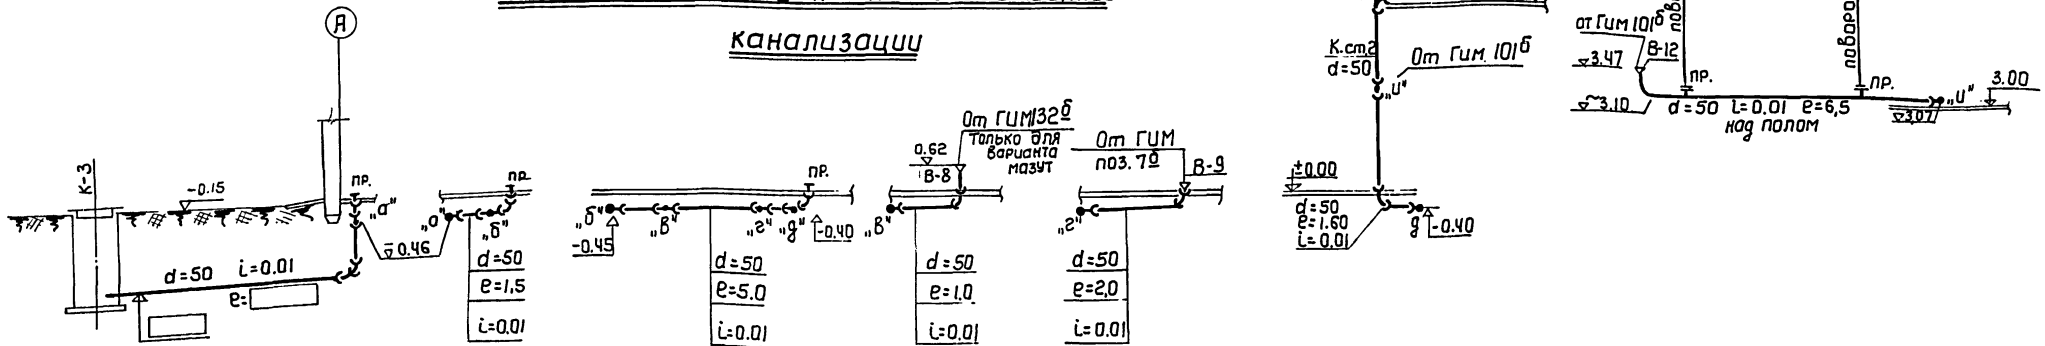 канализации
А
К-3
-0.15
пр.
„а"
-0.46
d=50 i=0.01
ℓ=
„а"
„б"
пр.
d=50
ℓ=1,5
i=0.01
„б"
„в"
„г" „д"
пр.
-0.45
-0.40
d=50
ℓ=5.0
i=0.01
От ГИМ132б
Только для
варианта
мазут
0.62
В-8
„в"
d=50
ℓ=1.0
i=0.01
От ГИМ
поз. 7б
В-9
„г"
d=50
ℓ=2,0
i=0.01
К.ст.2
d=50
От ГИМ 101б
„и"
±0.00
d=50
ℓ=1.60
i=0.01
д
-0.40
от ГИМ 101б
В-12
3.47
~3.10
пр.
пр.
d=50 i=0.01 ℓ=6,5
над полом
„и"
3.07
3.00